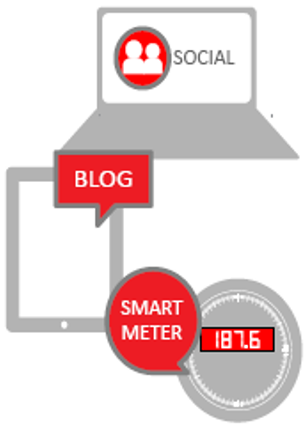 SOCIAL
BLOG
SMART
METER
187.6